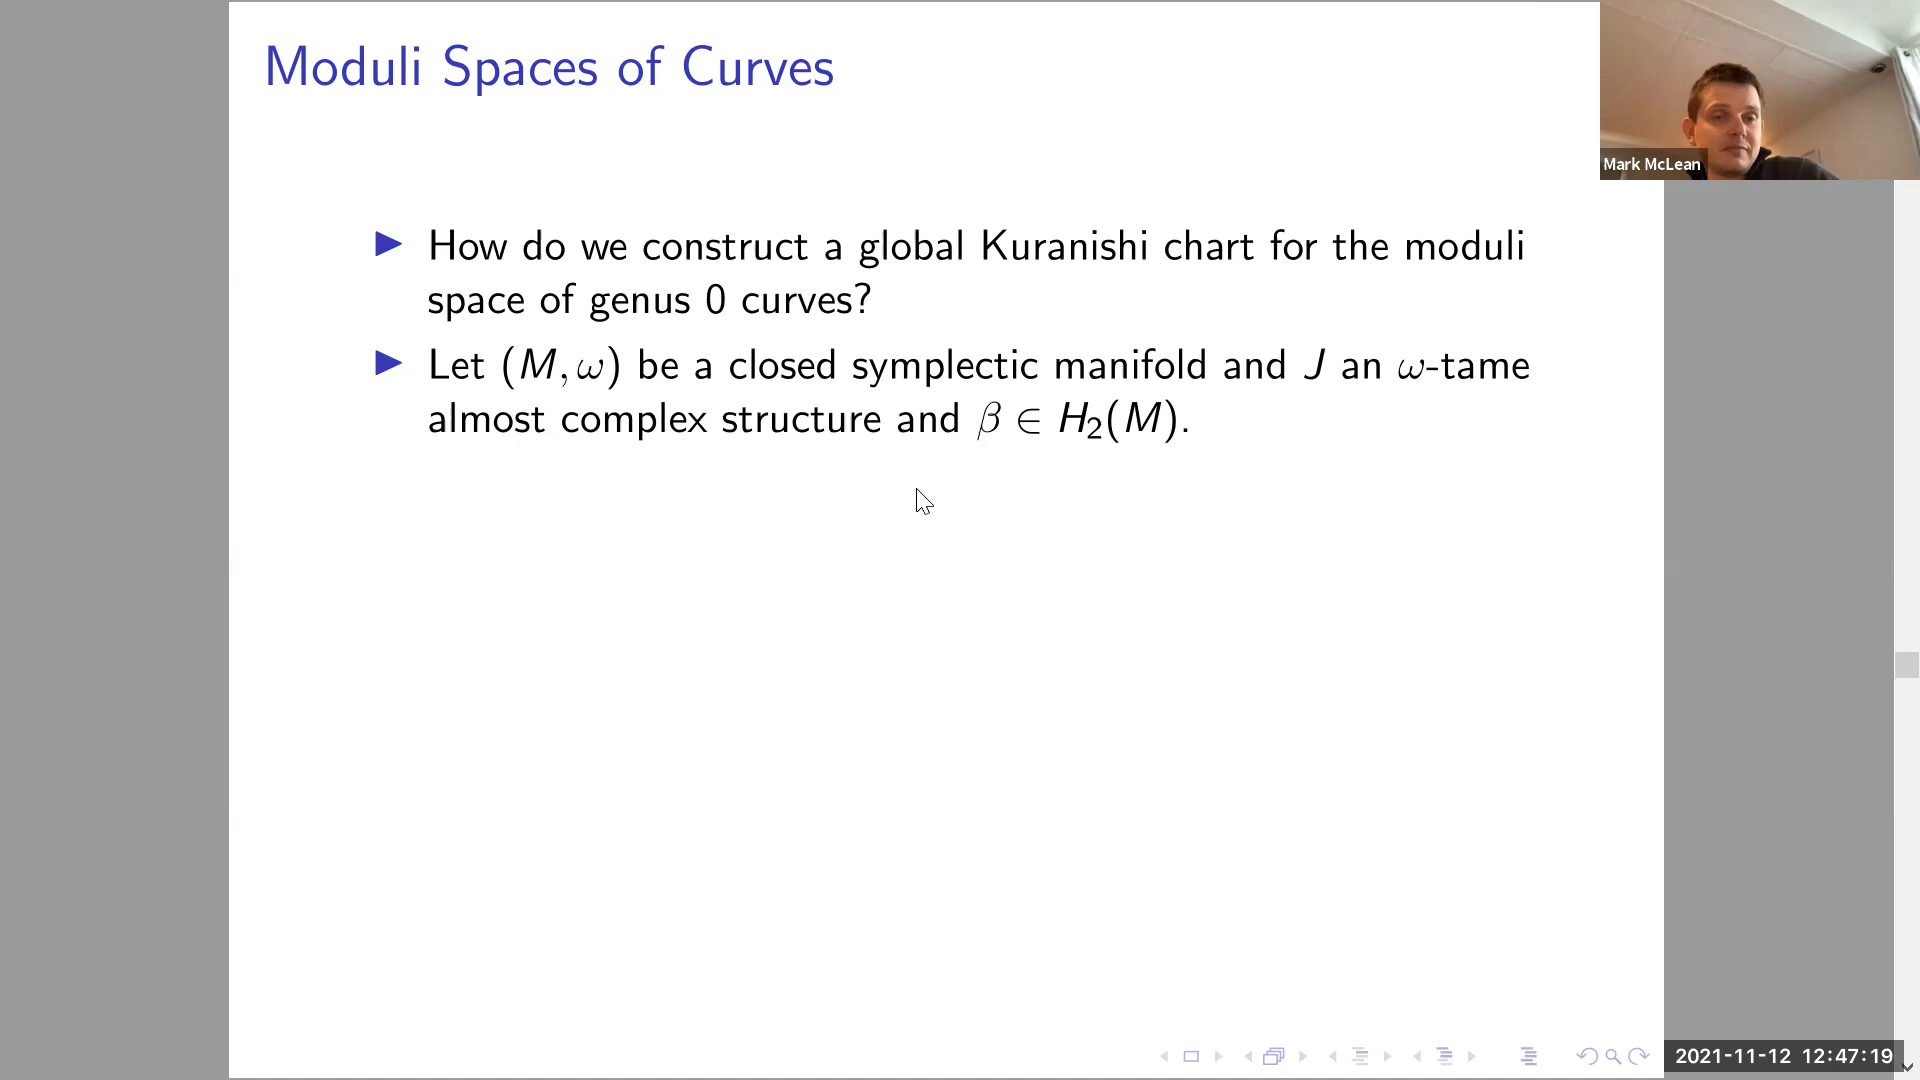 Moduli Spaces of Curves
Mark McLean
How do we construct a global Kuranishi chart for the moduli
space of genus 0 curves?
Let (M, ω) be a closed symplectic manifold and J an ω-tame
almost complex structure and β ∈ H₂(M).
2021-11-12 12:47:19